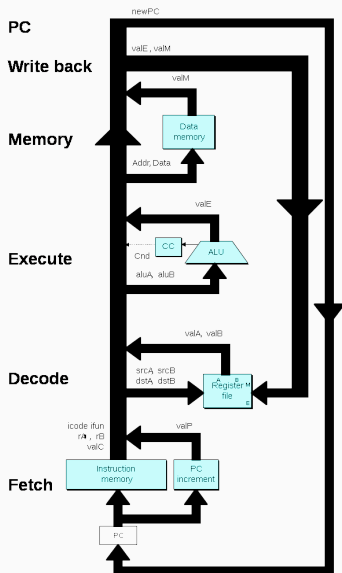 newPC
PC
valE , valM
Write back
valM
Data
memory
Memory
Addr, Data
valE
CC
ALU
Cnd
Execute
aluA, aluB
valA, valB
Decode
srcA, srcB
dstA, dstB
A B
M
Register
file
E
icode ifun
rA , rB
valC
valP
Instruction
memory
PC
increment
Fetch
PC